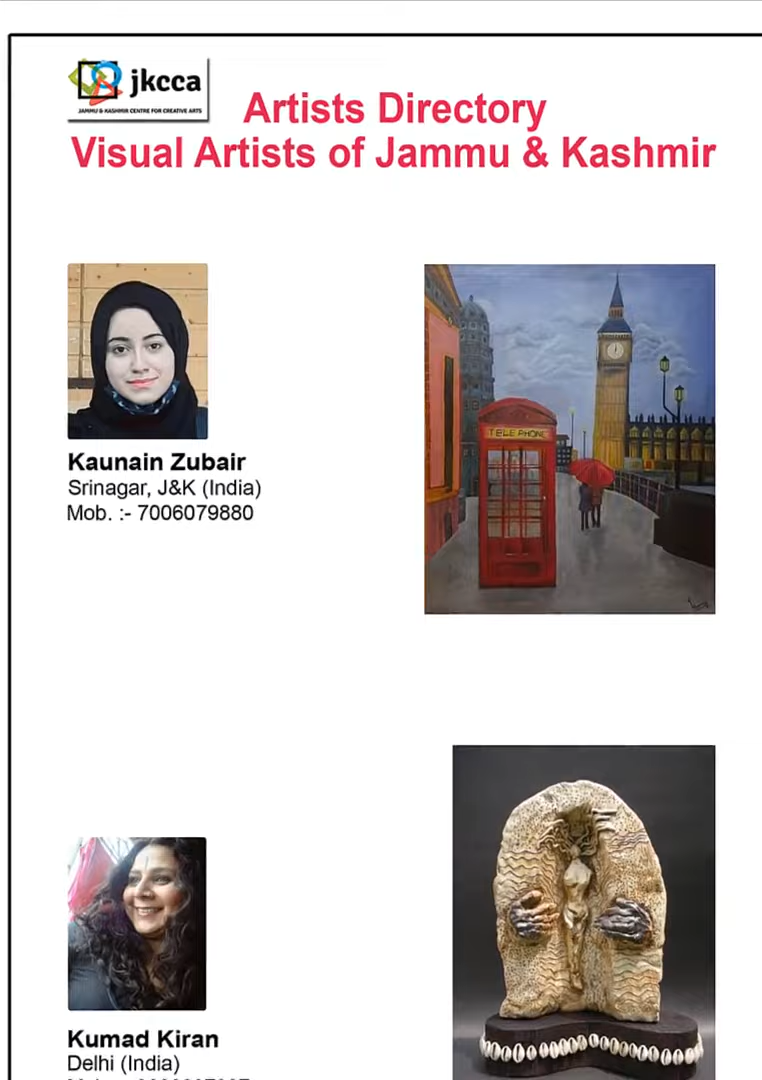 jkcca
JAMMU & KASHMIR CENTRE FOR CREATIVE ARTS
Artists Directory
Visual Artists of Jammu & Kashmir
TELEPHONE
Kaunain Zubair
Srinagar, J&K (India)
Mob. :- 7006079880
Kumad Kiran
Delhi (India)